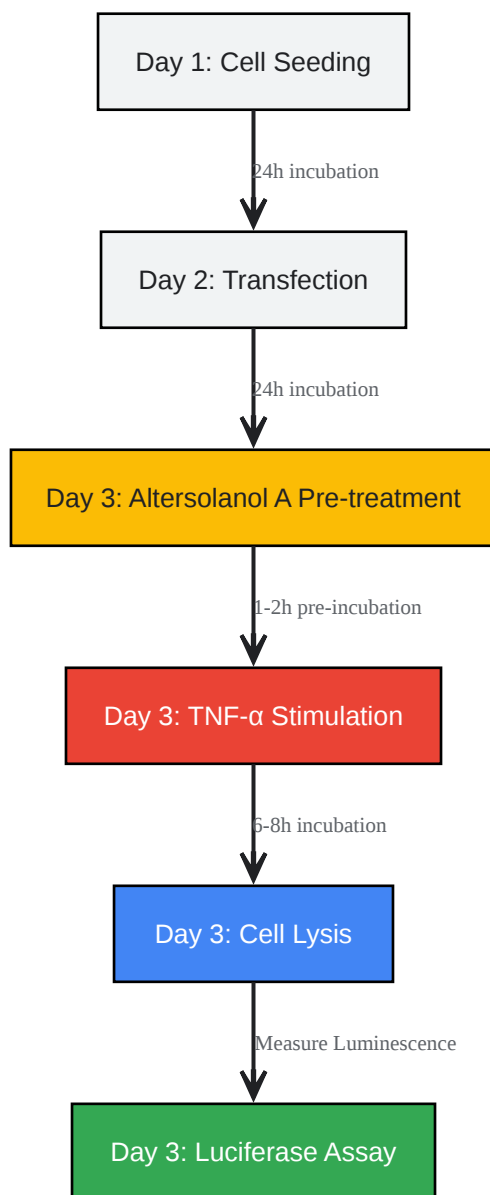 Day 1: Cell Seeding
24h incubation
Day 2: Transfection
24h incubation
Day 3: Altersolanol A Pre-treatment
1-2h pre-incubation
Day 3: TNF-α Stimulation
6-8h incubation
Day 3: Cell Lysis
Measure Luminescence
Day 3: Luciferase Assay